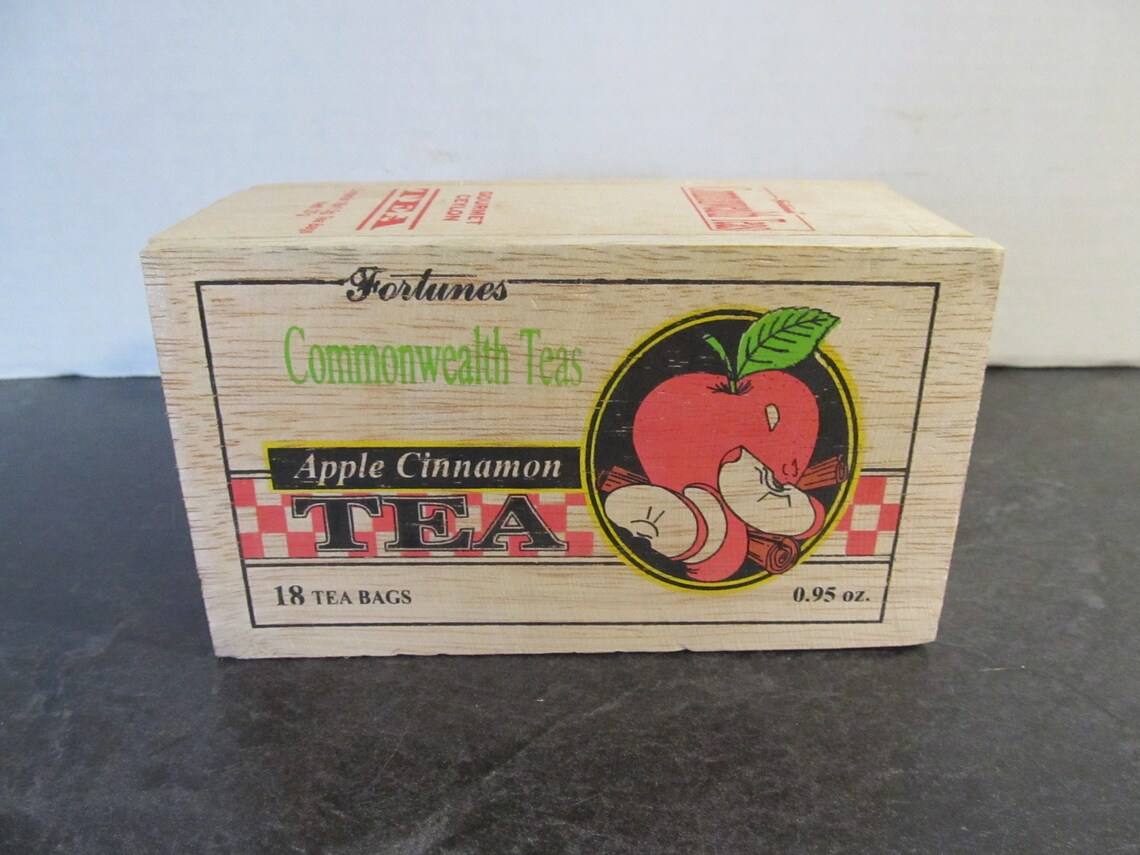 GOURMET
CEYLON
TEA
Fortunes
Commonwealth Teas
Apple Cinnamon
TEA
18 TEA BAGS
0.95 oz.